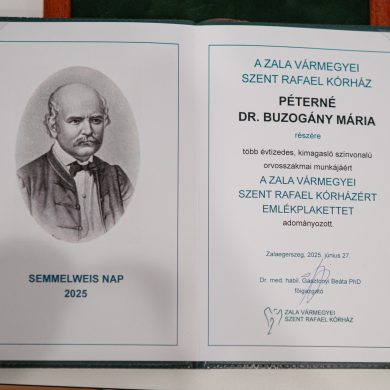 SEMMELWEIS NAP
2025
A ZALA VÁRMEGYEI
SZENT RAFAEL KÓRHÁZ
PÉTERNÉ
DR. BUZOGÁNY MÁRIA
részére
több évtizedes, kimagasló színvonalú
orvosszakmai munkájáért
A ZALA VÁRMEGYEI
SZENT RAFAEL KÓRHÁZÉRT
EMLÉKPLAKETTET
adományozott.
Zalaegerszeg, 2025. június 27.
Dr. med. habil. Gasztonyi Beáta PhD
főigazgató
ZALA VÁRMEGYEI
SZENT RAFAEL KÓRHÁZ